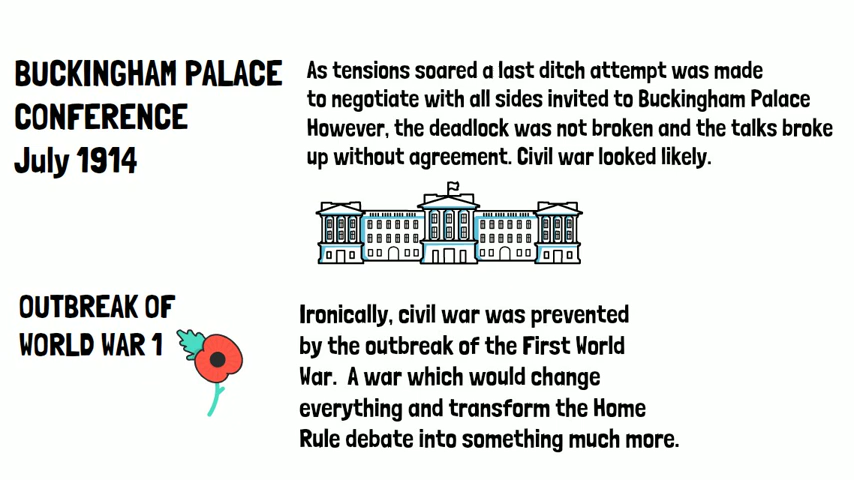 BUCKINGHAM PALACE
CONFERENCE
July 1914
As tensions soared a last ditch attempt was made
to negotiate with all sides invited to Buckingham Palace
However, the deadlock was not broken and the talks broke
up without agreement. Civil war looked likely.
OUTBREAK OF
WORLD WAR 1
Ironically, civil war was prevented
by the outbreak of the First World
War. A war which would change
everything and transform the Home
Rule debate into something much more.